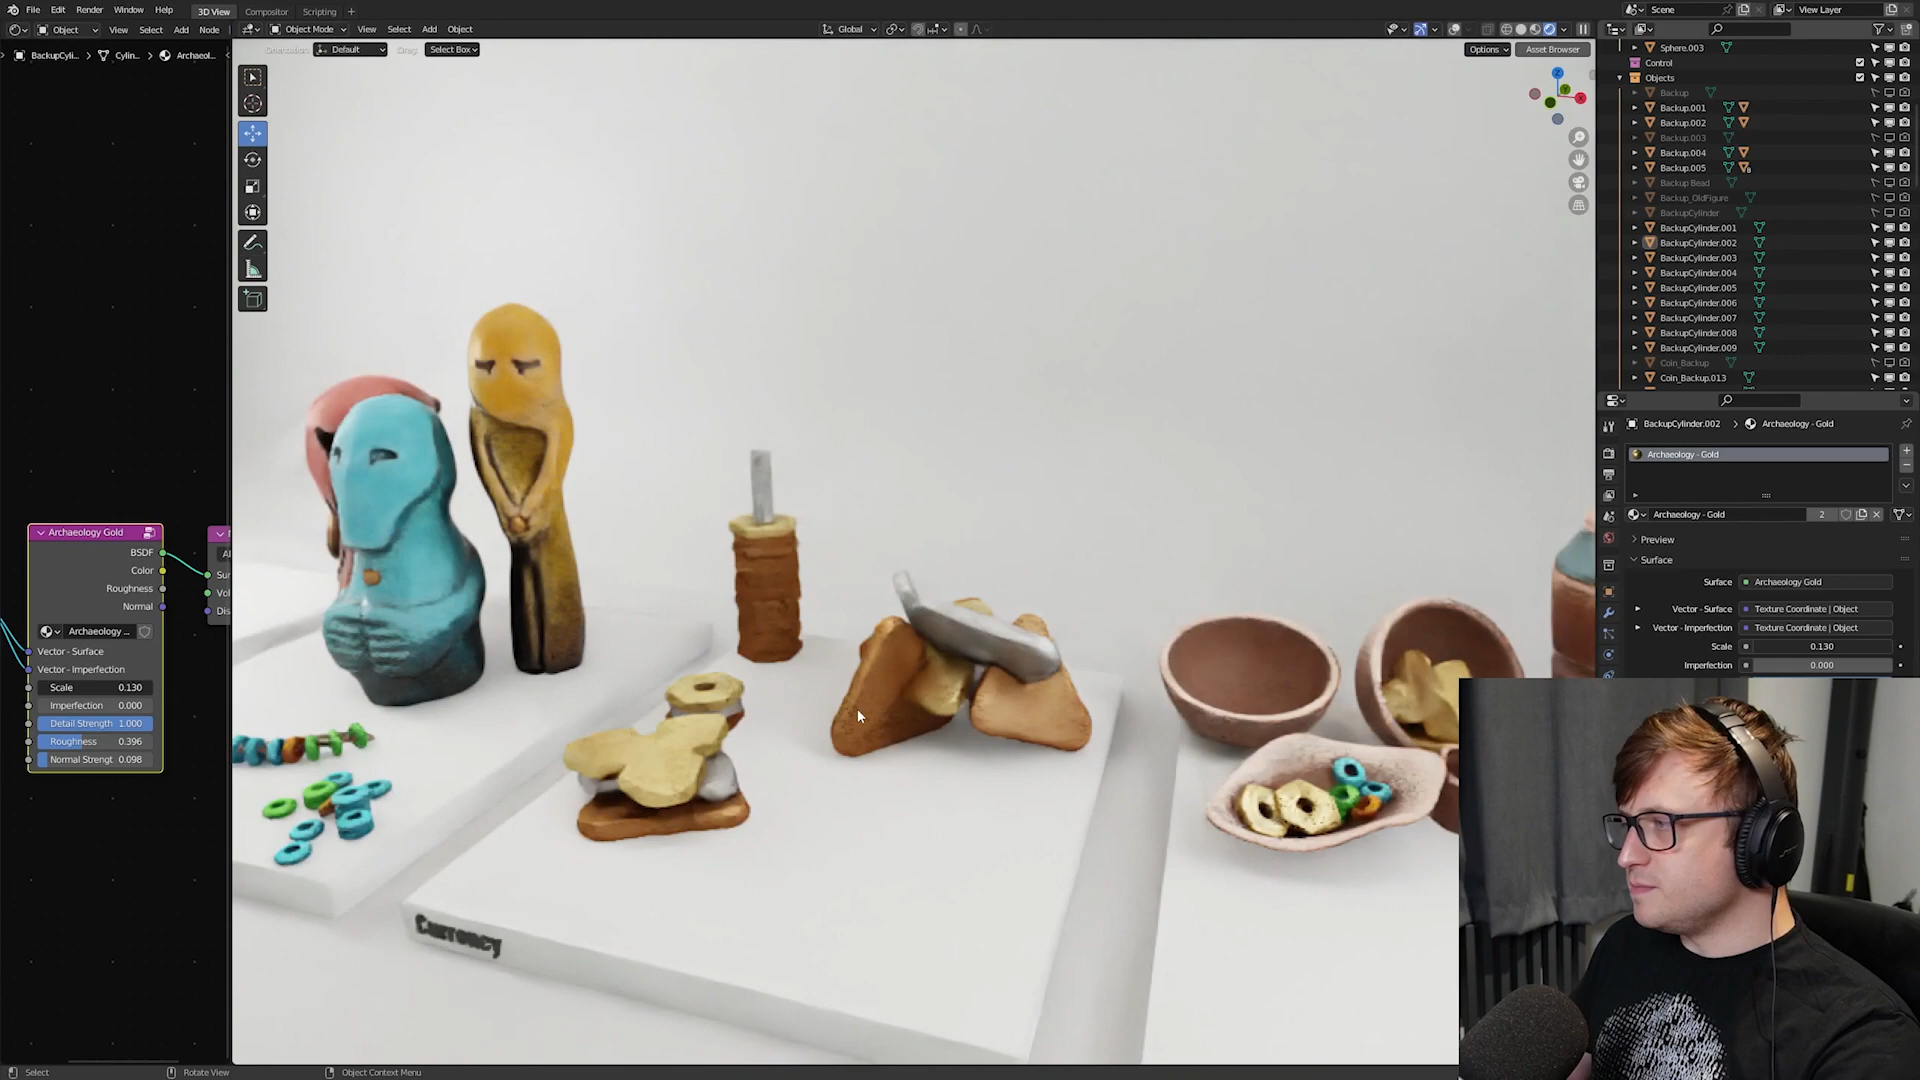 File Edit Render Window Help 3D View Compositor Scripting + Scene View Layer
Object View Select Add Node Object Mode View Select Add Object Global
Orientation: Default Drag: Select Box Options Asset Browser
BackupCyli... Cylin... Archaeol...
Sphere.003
Control
Objects
Backup
Backup.001
Backup.002
Backup.003
Backup.004
Backup.005
Backup Bead
Backup_OldFigure
BackupCylinder
BackupCylinder.001
BackupCylinder.002
BackupCylinder.003
BackupCylinder.004
BackupCylinder.005
BackupCylinder.006
BackupCylinder.007
BackupCylinder.008
BackupCylinder.009
Coin_Backup
Coin_Backup.013
BackupCylinder.002 Archaeology - Gold
Archaeology - Gold
Archaeology - Gold 2
Preview
Surface
Surface Archaeology Gold
Vector - Surface Texture Coordinate | Object
Vector - Imperfection Texture Coordinate | Object
Scale 0.130
Imperfection 0.000
Archaeology Gold
BSDF
Color
Roughness
Normal
Archaeology ...
Vector - Surface
Vector - Imperfection
Scale 0.130
Imperfection 0.000
Detail Strength 1.000
Roughness 0.396
Normal Strengt 0.098
Al
Sur
Vol
Dis
Currency
Select Rotate View Object Context Menu